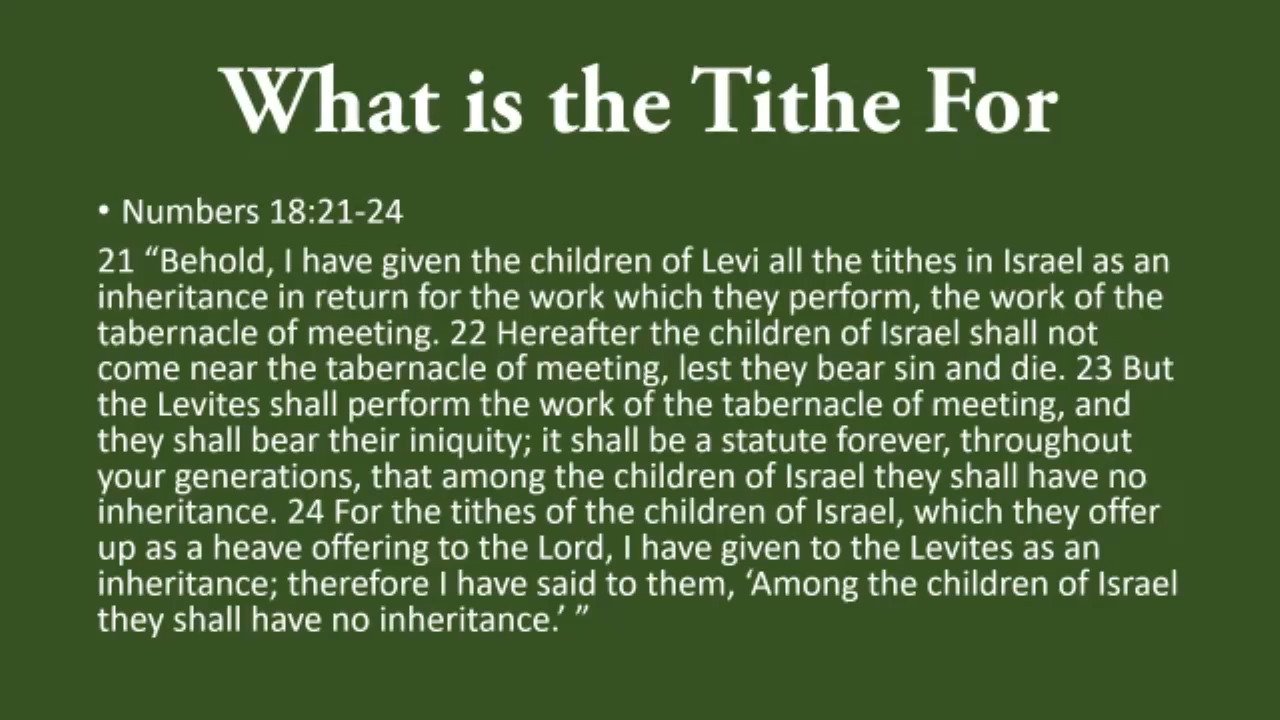 What is the Tithe For
• Numbers 18:21-24
21 “Behold, I have given the children of Levi all the tithes in Israel as an
inheritance in return for the work which they perform, the work of the
tabernacle of meeting. 22 Hereafter the children of Israel shall not
come near the tabernacle of meeting, lest they bear sin and die. 23 But
the Levites shall perform the work of the tabernacle of meeting, and
they shall bear their iniquity; it shall be a statute forever, throughout
your generations, that among the children of Israel they shall have no
inheritance. 24 For the tithes of the children of Israel, which they offer
up as a heave offering to the Lord, I have given to the Levites as an
inheritance; therefore I have said to them, ‘Among the children of Israel
they shall have no inheritance.’ ”